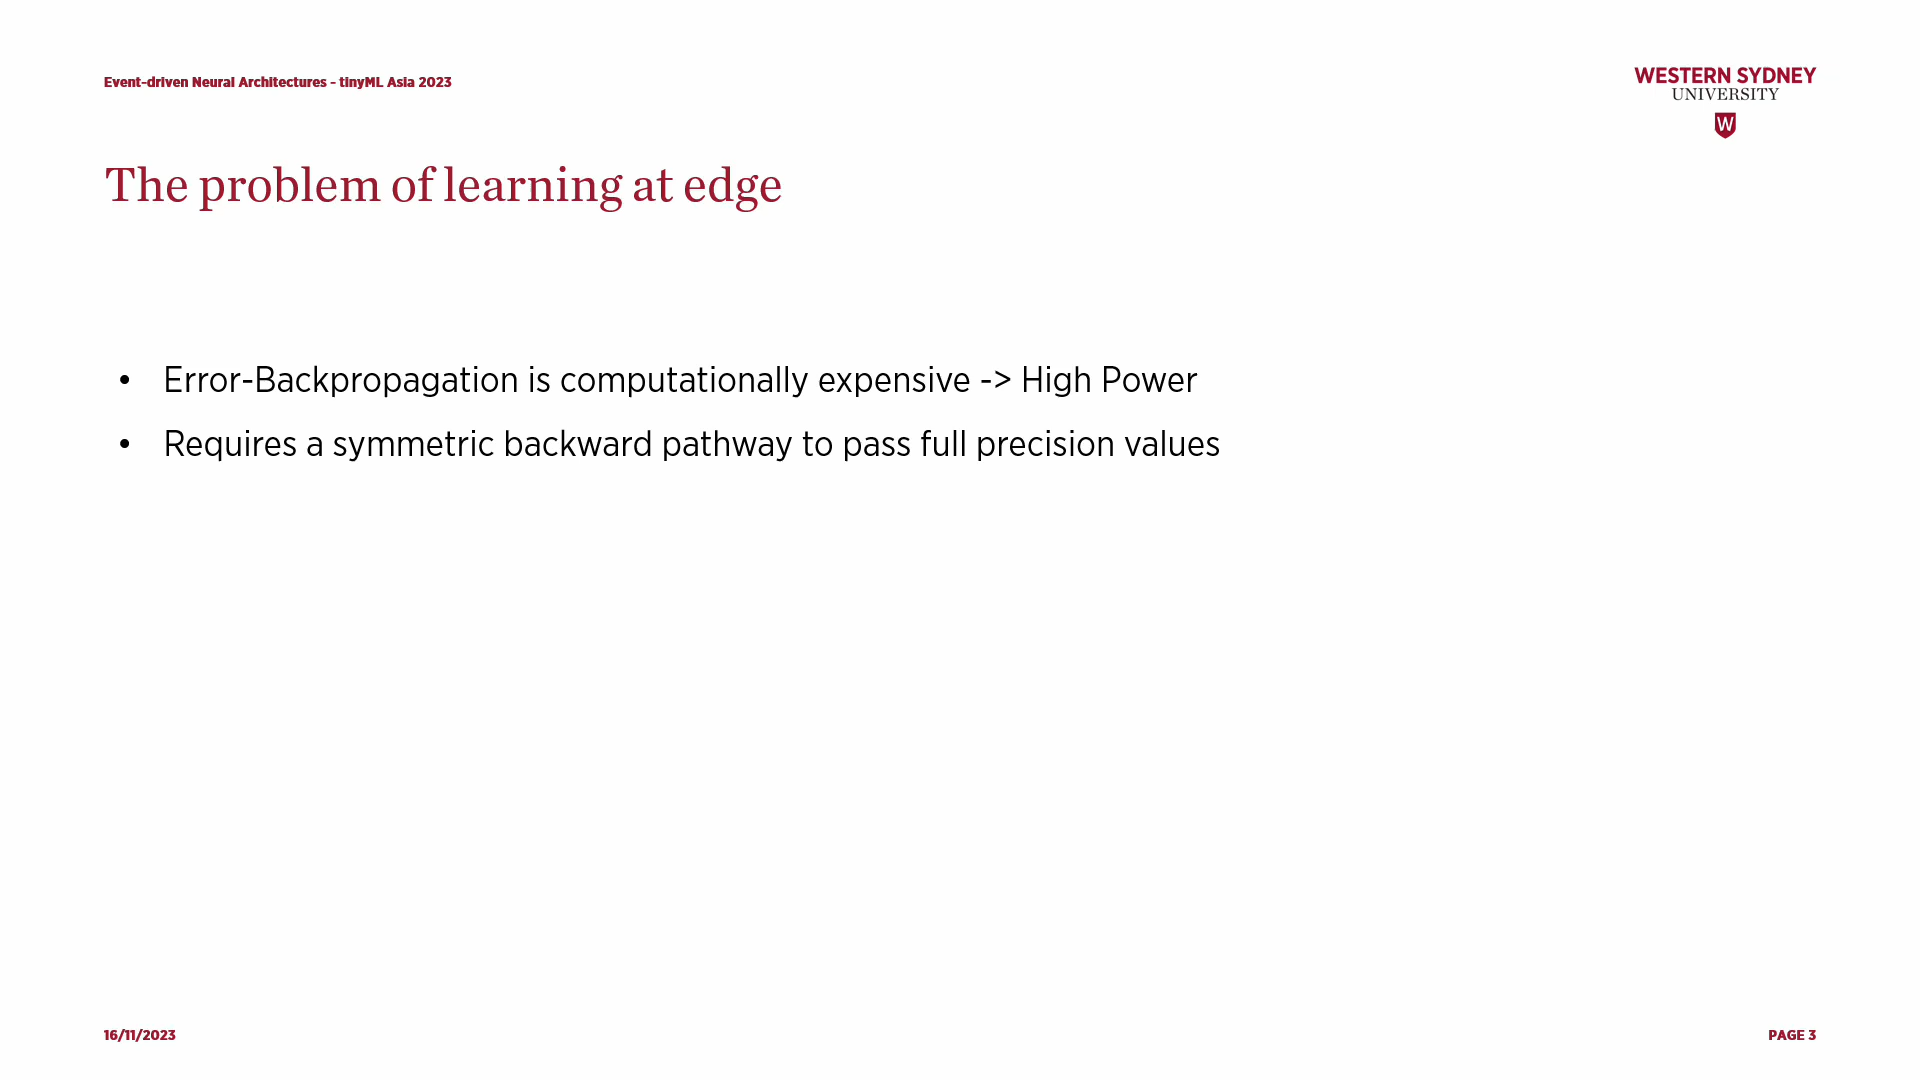 Event-driven Neural Architectures - tinyML Asia 2023
WESTERN SYDNEY
UNIVERSITY
W
The problem of learning at edge
• Error-Backpropagation is computationally expensive -> High Power
• Requires a symmetric backward pathway to pass full precision values
16/11/2023
PAGE 3